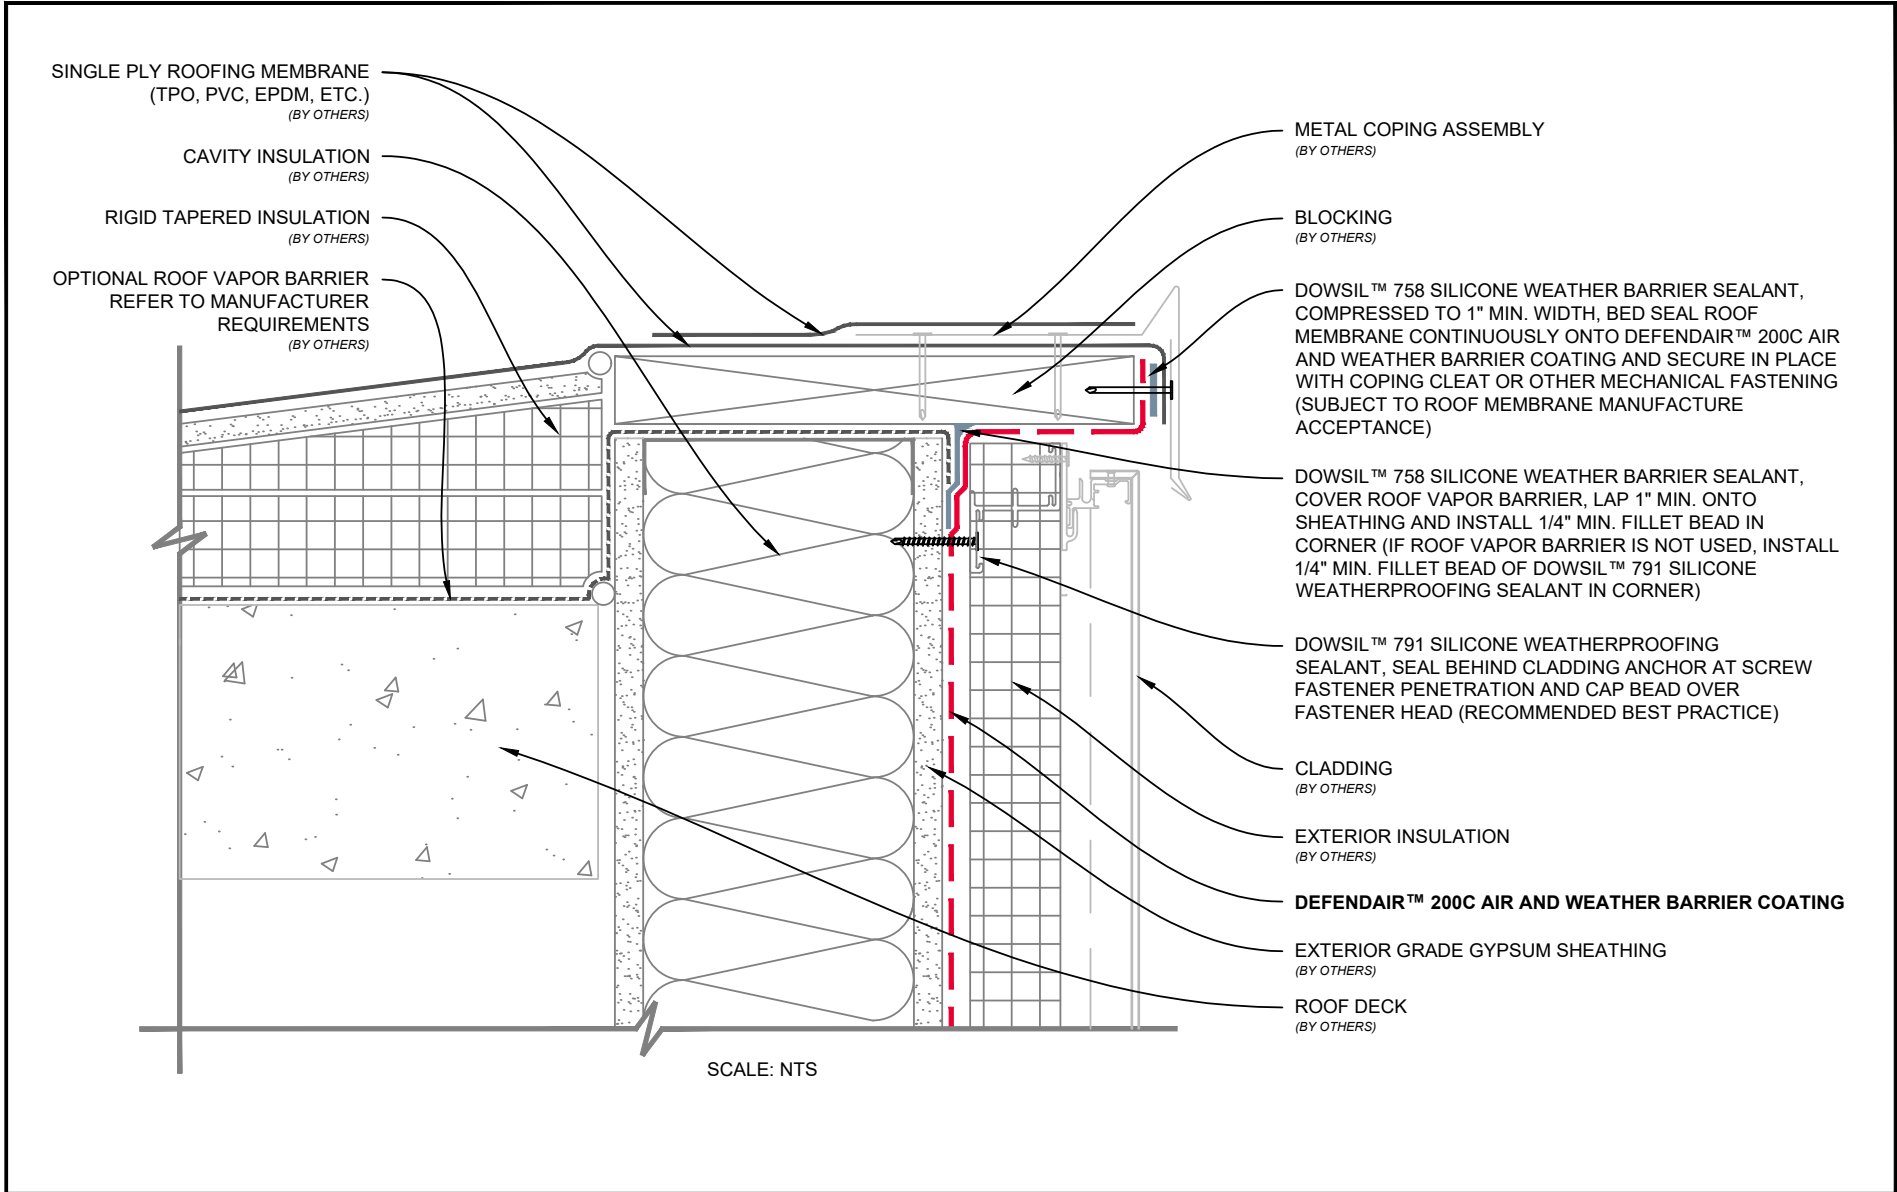 SINGLE PLY ROOFING MEMBRANE
(TPO, PVC, EPDM, ETC.)
(BY OTHERS)
CAVITY INSULATION
(BY OTHERS)
RIGID TAPERED INSULATION
(BY OTHERS)
OPTIONAL ROOF VAPOR BARRIER
REFER TO MANUFACTURER
REQUIREMENTS
(BY OTHERS)
METAL COPING ASSEMBLY
(BY OTHERS)
BLOCKING
(BY OTHERS)
DOWSIL™ 758 SILICONE WEATHER BARRIER SEALANT,
COMPRESSED TO 1" MIN. WIDTH, BED SEAL ROOF
MEMBRANE CONTINUOUSLY ONTO DEFENDAIR™ 200C AIR
AND WEATHER BARRIER COATING AND SECURE IN PLACE
WITH COPING CLEAT OR OTHER MECHANICAL FASTENING
(SUBJECT TO ROOF MEMBRANE MANUFACTURE
ACCEPTANCE)
DOWSIL™ 758 SILICONE WEATHER BARRIER SEALANT,
COVER ROOF VAPOR BARRIER, LAP 1" MIN. ONTO
SHEATHING AND INSTALL 1/4" MIN. FILLET BEAD IN
CORNER (IF ROOF VAPOR BARRIER IS NOT USED, INSTALL
1/4" MIN. FILLET BEAD OF DOWSIL™ 791 SILICONE
WEATHERPROOFING SEALANT IN CORNER)
DOWSIL™ 791 SILICONE WEATHERPROOFING
SEALANT, SEAL BEHIND CLADDING ANCHOR AT SCREW
FASTENER PENETRATION AND CAP BEAD OVER
FASTENER HEAD (RECOMMENDED BEST PRACTICE)
CLADDING
(BY OTHERS)
EXTERIOR INSULATION
(BY OTHERS)
DEFENDAIR™ 200C AIR AND WEATHER BARRIER COATING
EXTERIOR GRADE GYPSUM SHEATHING
(BY OTHERS)
ROOF DECK
(BY OTHERS)
SCALE: NTS